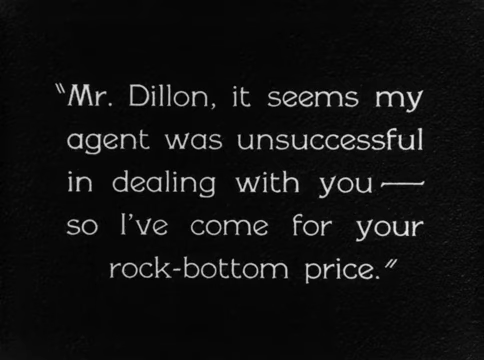 "Mr. Dillon, it seems my
agent was unsuccessful
in dealing with you —
so I've come for your
rock-bottom price."